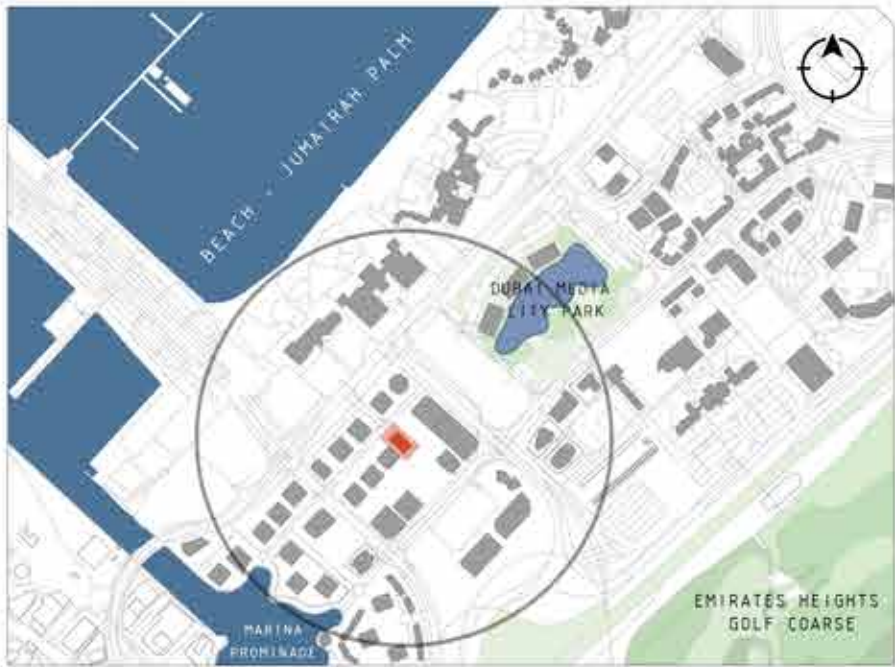 BEACH - JUMAIRAH PALM
DUBAI MEDIA
CITY PARK
EMIRATES HEIGHTS
GOLF COARSE
MARINA
PROMINADE